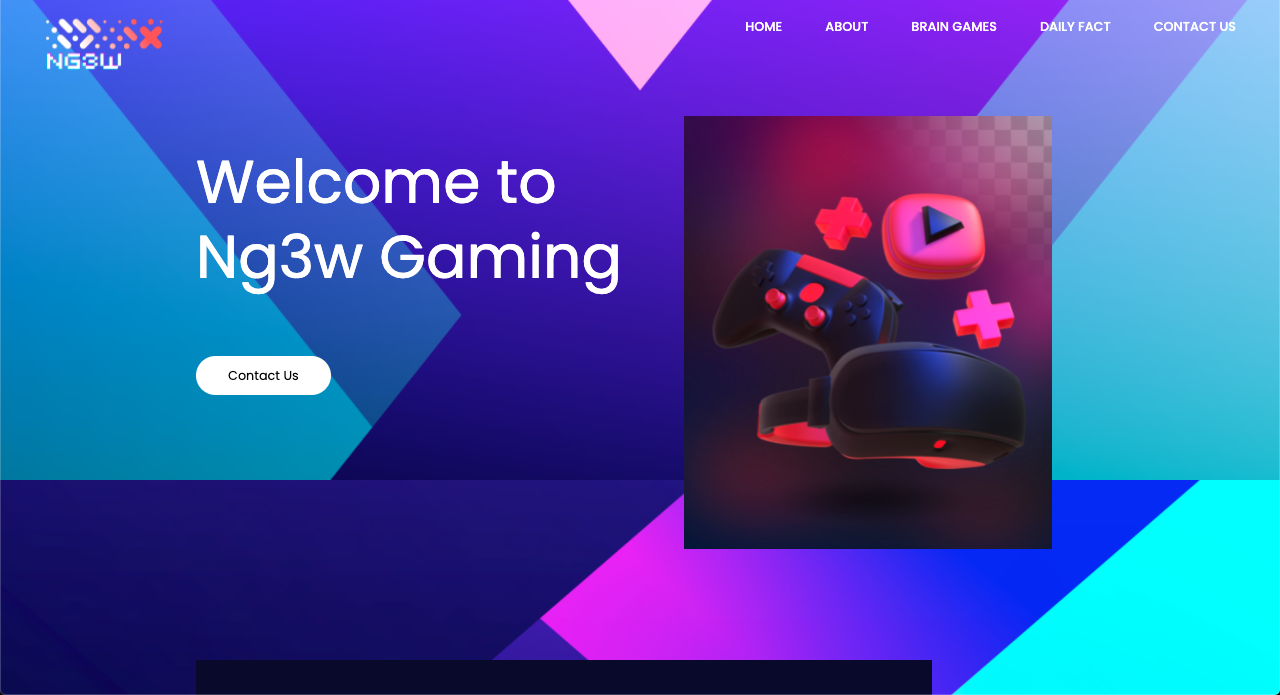 NG3W
HOME ABOUT BRAIN GAMES DAILY FACT CONTACT US
Welcome to
Ng3w Gaming
Contact Us